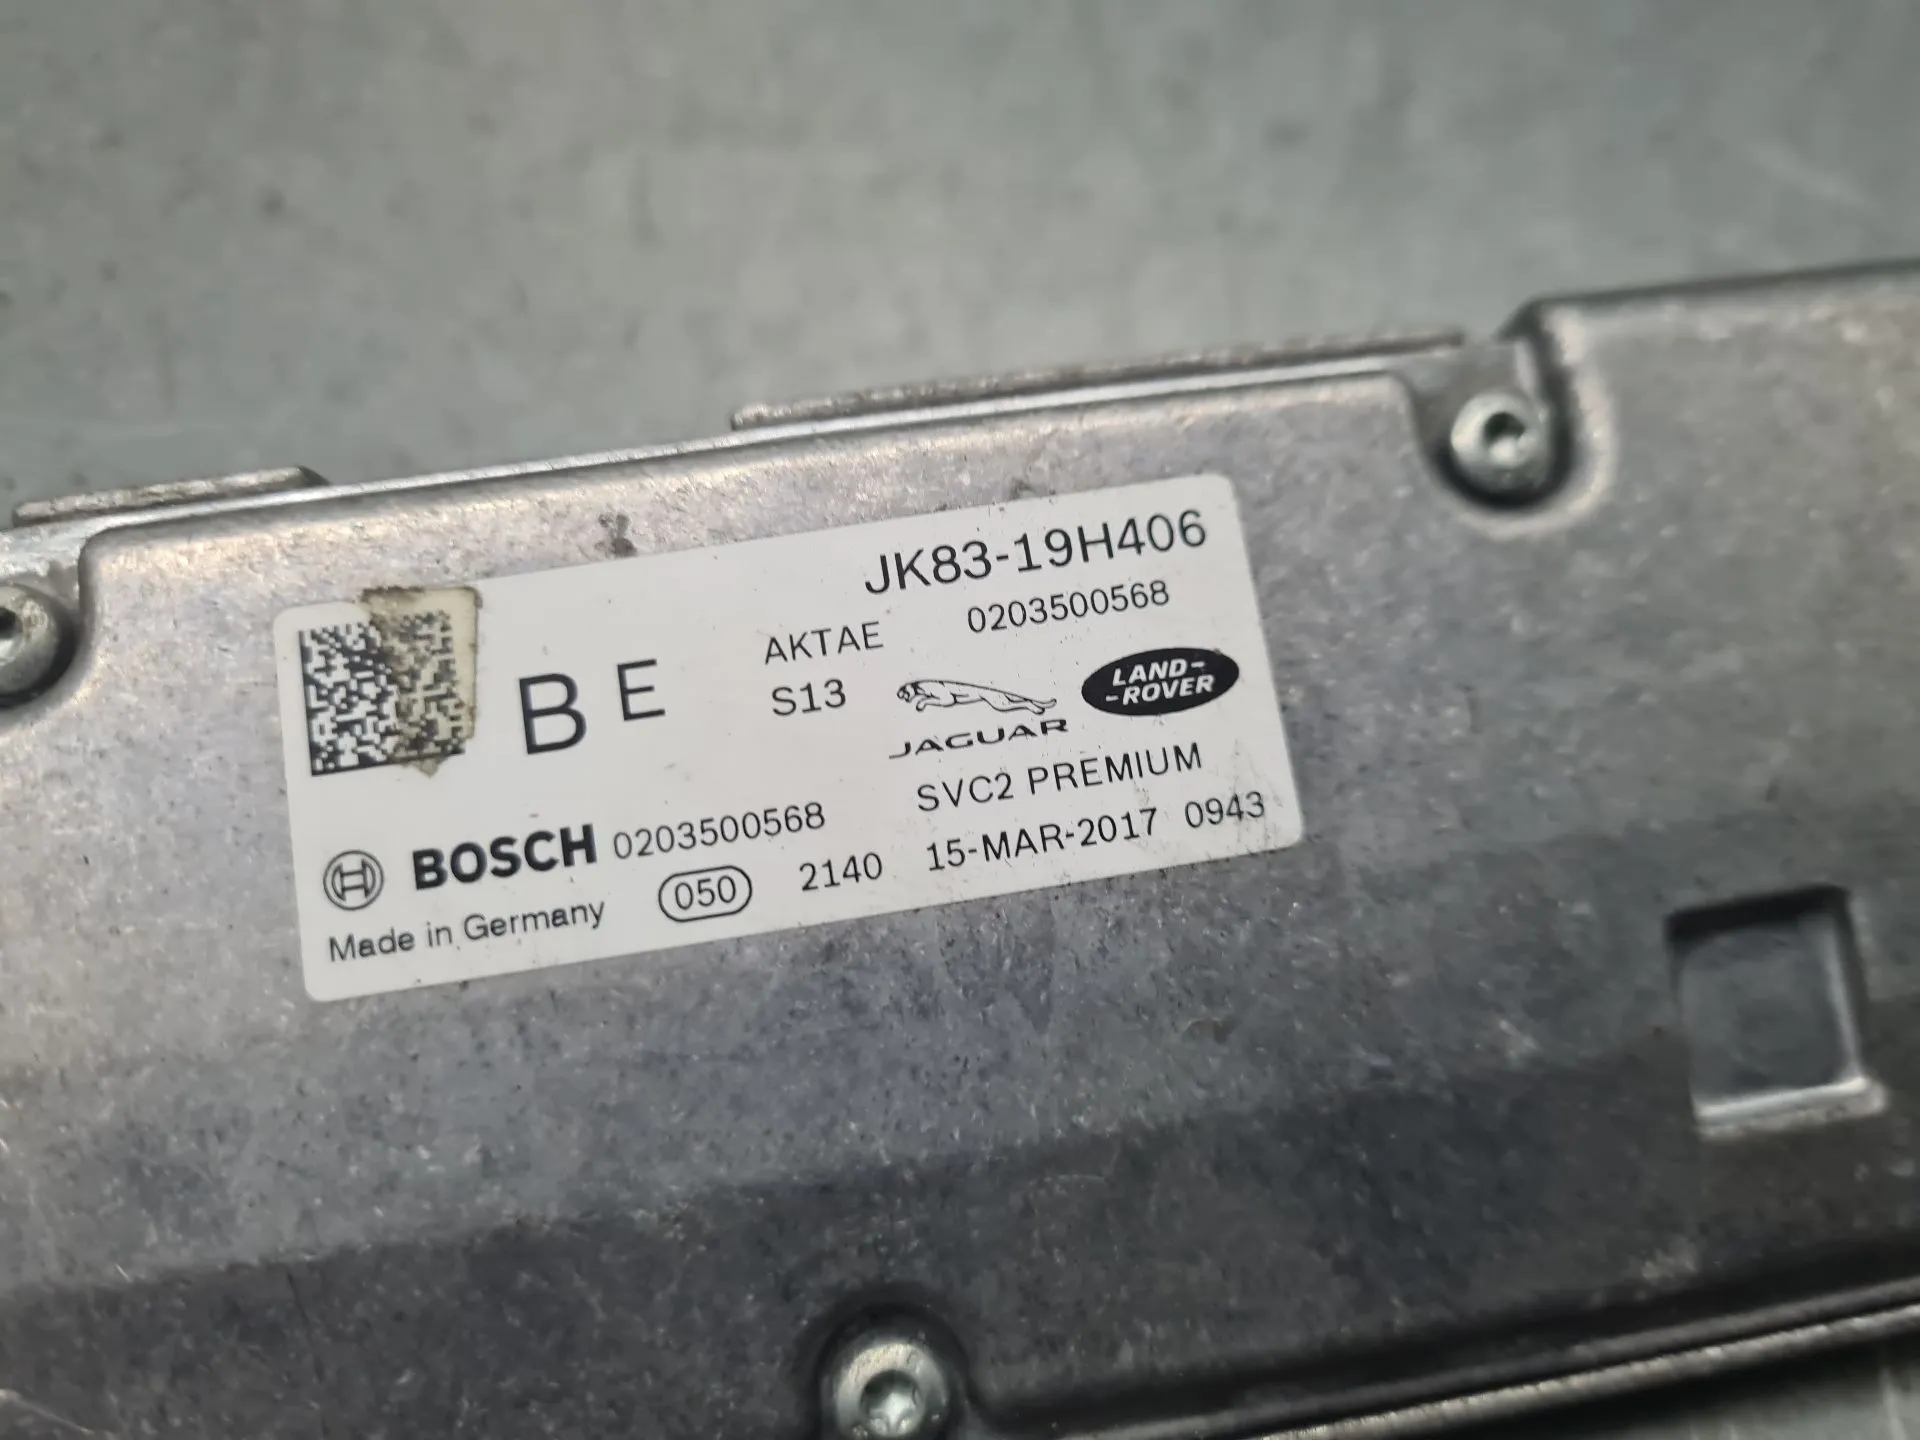 JK83-19H406
AKTAE 0203500568
B E S13 JAGUAR LAND-
-ROVER
SVC2 PREMIUM
BOSCH 0203500568
050 2140 15-MAR-2017 0943
Made in Germany